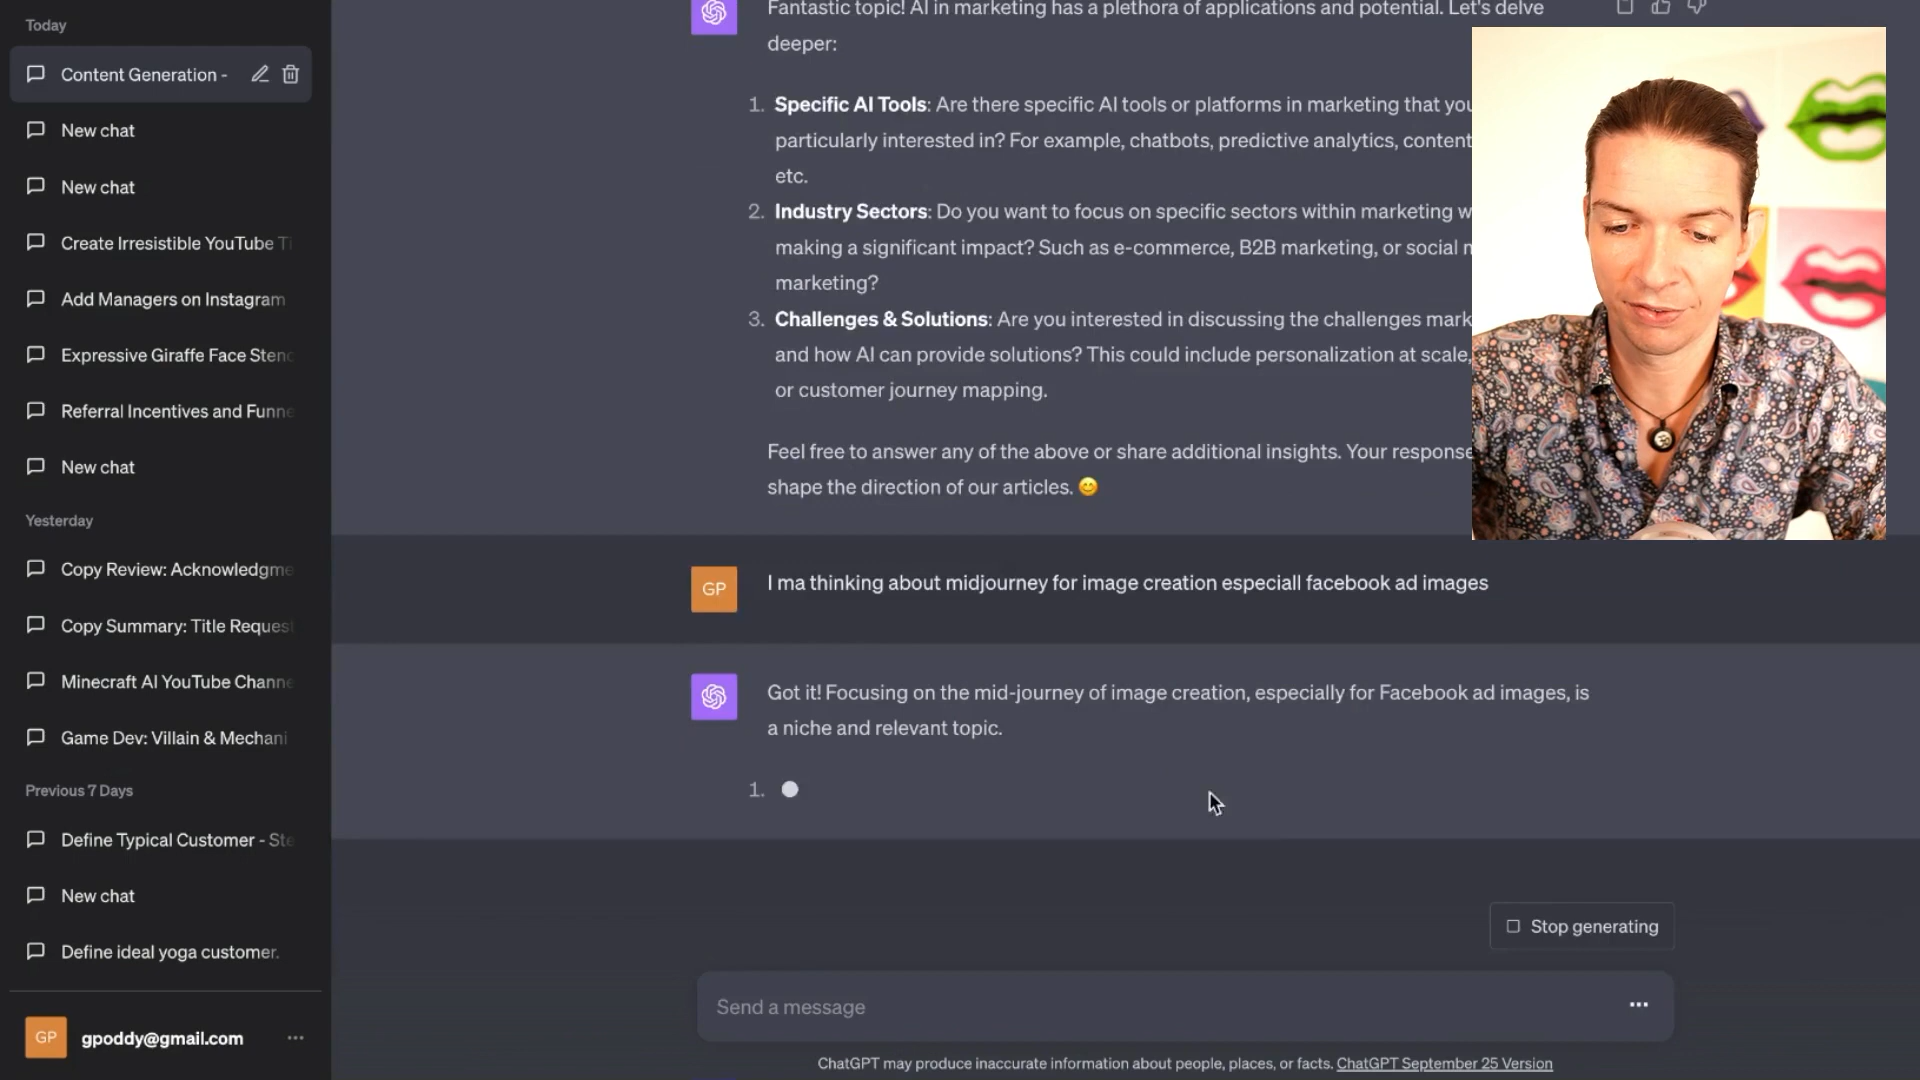 Today
Content Generation -
New chat
New chat
Create Irresistible YouTube Ti
Add Managers on Instagram
Expressive Giraffe Face Stenc
Referral Incentives and Funne
New chat
Yesterday
Copy Review: Acknowledgme
Copy Summary: Title Request
Minecraft AI YouTube Channe
Game Dev: Villain & Mechani
Previous 7 Days
Define Typical Customer - Ste
New chat
Define ideal yoga customer.
GP
gpoddy@gmail.com
Fantastic topic! AI in marketing has a plethora of applications and potential. Let's delve
deeper:
1. Specific AI Tools: Are there specific AI tools or platforms in marketing that you
particularly interested in? For example, chatbots, predictive analytics, content
etc.
2. Industry Sectors: Do you want to focus on specific sectors within marketing w
making a significant impact? Such as e-commerce, B2B marketing, or social m
marketing?
3. Challenges & Solutions: Are you interested in discussing the challenges mark
and how AI can provide solutions? This could include personalization at scale,
or customer journey mapping.
Feel free to answer any of the above or share additional insights. Your response
shape the direction of our articles. 😊
GP
I ma thinking about midjourney for image creation especiall facebook ad images
Got it! Focusing on the mid-journey of image creation, especially for Facebook ad images, is
a niche and relevant topic.
1.
Stop generating
Send a message
ChatGPT may produce inaccurate information about people, places, or facts. ChatGPT September 25 Version